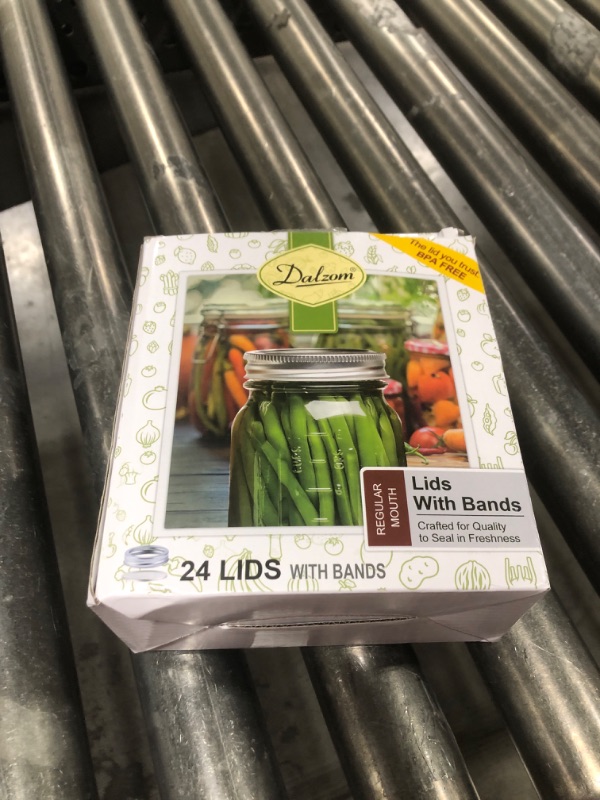 Dalzom
The lid you trust
BPA FREE
REGULAR
MOUTH
Lids
With Bands
Crafted for Quality
to Seal in Freshness
24 LIDS WITH BANDS